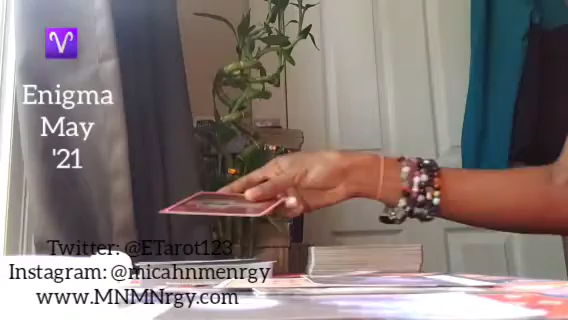 ♈
Enigma
May
'21
Twitter: @ETarot123
Instagram: @micahnmenrgy
www.MNMNrgy.com